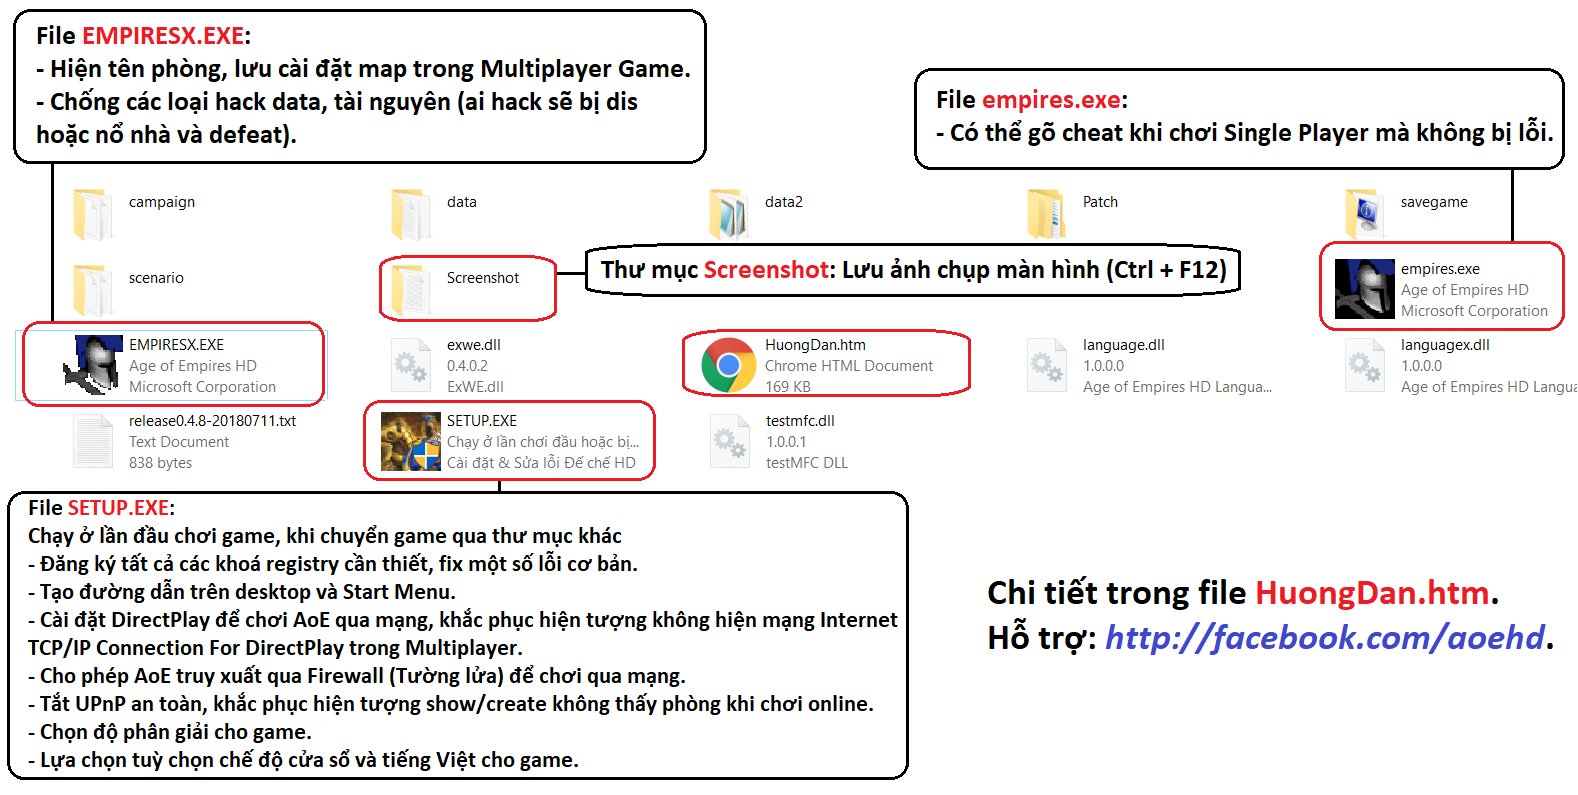 File EMPIRESX.EXE:
- Hiện tên phòng, lưu cài đặt map trong Multiplayer Game.
- Chống các loại hack data, tài nguyên (ai hack sẽ bị dis
hoặc nổ nhà và defeat).
File empires.exe:
- Có thể gõ cheat khi chơi Single Player mà không bị lỗi.
campaign
data
data2
Patch
savegame
scenario
Screenshot
Thư mục Screenshot: Lưu ảnh chụp màn hình (Ctrl + F12)
empires.exe
Age of Empires HD
Microsoft Corporation
EMPIRESX.EXE
Age of Empires HD
Microsoft Corporation
exwe.dll
0.4.0.2
ExWE.dll
HuongDan.htm
Chrome HTML Document
169 KB
language.dll
1.0.0.0
Age of Empires HD Langua...
languagex.dll
1.0.0.0
Age of Empires HD Langua
release0.4.8-20180711.txt
Text Document
838 bytes
SETUP.EXE
Chạy ở lần chơi đầu hoặc bị...
Cài đặt & Sửa lỗi Đế chế HD
testmfc.dll
1.0.0.1
testMFC DLL
File SETUP.EXE:
Chạy ở lần đầu chơi game, khi chuyển game qua thư mục khác
- Đăng ký tất cả các khoá registry cần thiết, fix một số lỗi cơ bản.
- Tạo đường dẫn trên desktop và Start Menu.
- Cài đặt DirectPlay để chơi AoE qua mạng, khắc phục hiện tượng không hiện mạng Internet
TCP/IP Connection For DirectPlay trong Multiplayer.
- Cho phép AoE truy xuất qua Firewall (Tường lửa) để chơi qua mạng.
- Tắt UPnP an toàn, khắc phục hiện tượng show/create không thấy phòng khi chơi online.
- Chọn độ phân giải cho game.
- Lựa chọn tuỳ chọn chế độ cửa sổ và tiếng Việt cho game.
Chi tiết trong file HuongDan.htm.
Hỗ trợ: http://facebook.com/aoehd.